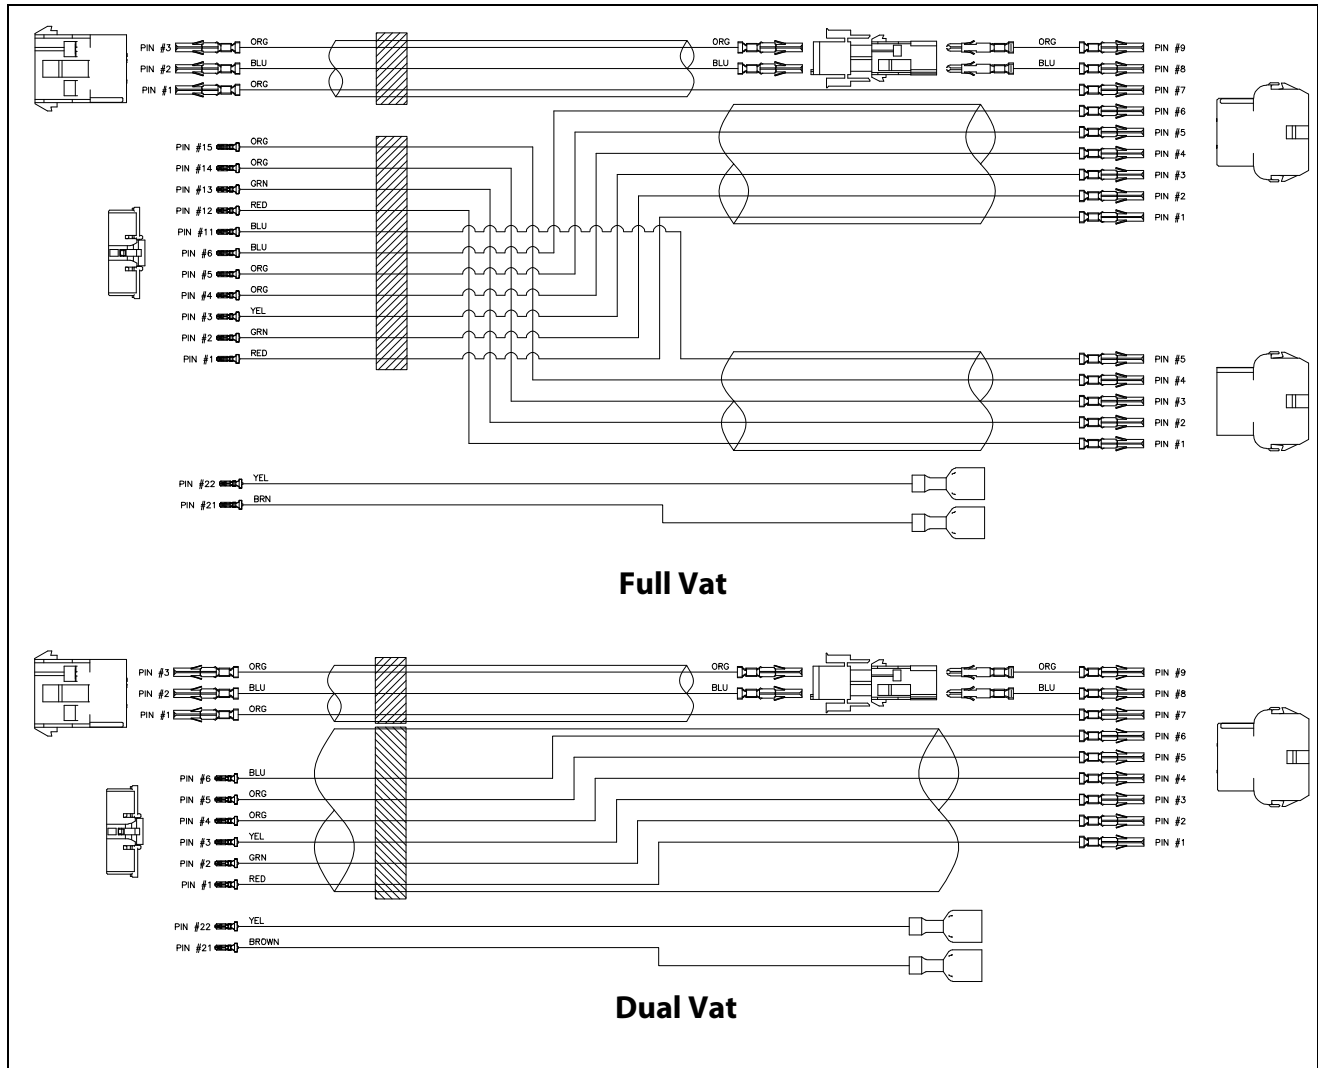 PIN #3 ORG ORG ORG PIN #9
PIN #2 BLU BLU BLU PIN #8
PIN #1 ORG PIN #7
PIN #6
PIN #5
PIN #15 ORG
PIN #4
PIN #14 ORG
PIN #3
PIN #13 GRN
PIN #2
PIN #12 RED
PIN #1
PIN #11 BLU
PIN #6 BLU
PIN #5 ORG
PIN #4 ORG
PIN #3 YEL
PIN #2 GRN
PIN #1 RED PIN #5
PIN #4
PIN #3
PIN #2
PIN #1
PIN #22 YEL
PIN #21 BRN
Full Vat
PIN #3 ORG ORG ORG PIN #9
PIN #2 BLU BLU BLU PIN #8
PIN #1 ORG PIN #7
PIN #6
PIN #5
PIN #6 BLU PIN #4
PIN #5 ORG PIN #3
PIN #4 ORG PIN #2
PIN #3 YEL PIN #1
PIN #2 GRN
PIN #1 RED
PIN #22 YEL
PIN #21 BROWN
Dual Vat